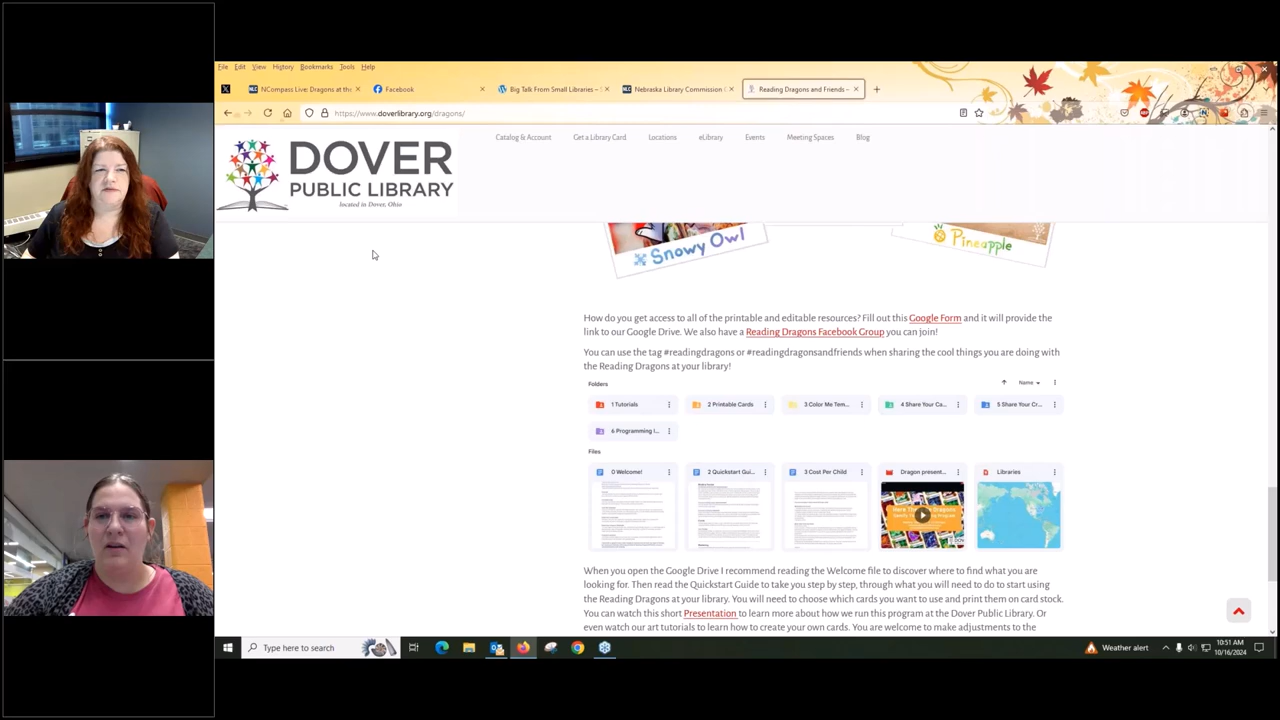 File Edit View History Bookmarks Tools Help
NCompass Live: Dragons at the
Facebook
Big Talk From Small Libraries –
Nebraska Library Commission
Reading Dragons and Friends –
https://www.doverlibrary.org/dragons/
DOVER
PUBLIC LIBRARY
located in Dover, Ohio
Catalog & Account
Get a Library Card
Locations
eLibrary
Events
Meeting Spaces
Blog
Snowy Owl
Pineapple
How do you get access to all of the printable and editable resources? Fill out this Google Form and it will provide the
link to our Google Drive. We also have a Reading Dragons Facebook Group you can join!
You can use the tag #readingdragons or #readingdragonsandfriends when sharing the cool things you are doing with
the Reading Dragons at your library!
Folders
Name
1 Tutorials
2 Printable Cards
3 Color Me Tem...
4 Share Your Ca...
5 Share Your Cr...
6 Programming I...
Files
0 Welcome!
2 Quickstart Gui...
3 Cost Per Child
Dragon present...
Libraries
When you open the Google Drive I recommend reading the Welcome file to discover where to find what you are
looking for. Then read the Quickstart Guide to take you step by step, through what you will need to do to start using
the Reading Dragons at your library. You will need to choose which cards you want to use and print them on card stock.
You can watch this short Presentation to learn more about how we run this program at the Dover Public Library. Or
even watch our art tutorials to learn how to create your own cards. You are welcome to make adjustments to the
Type here to search
Weather alert
10:51 AM
10/16/2024